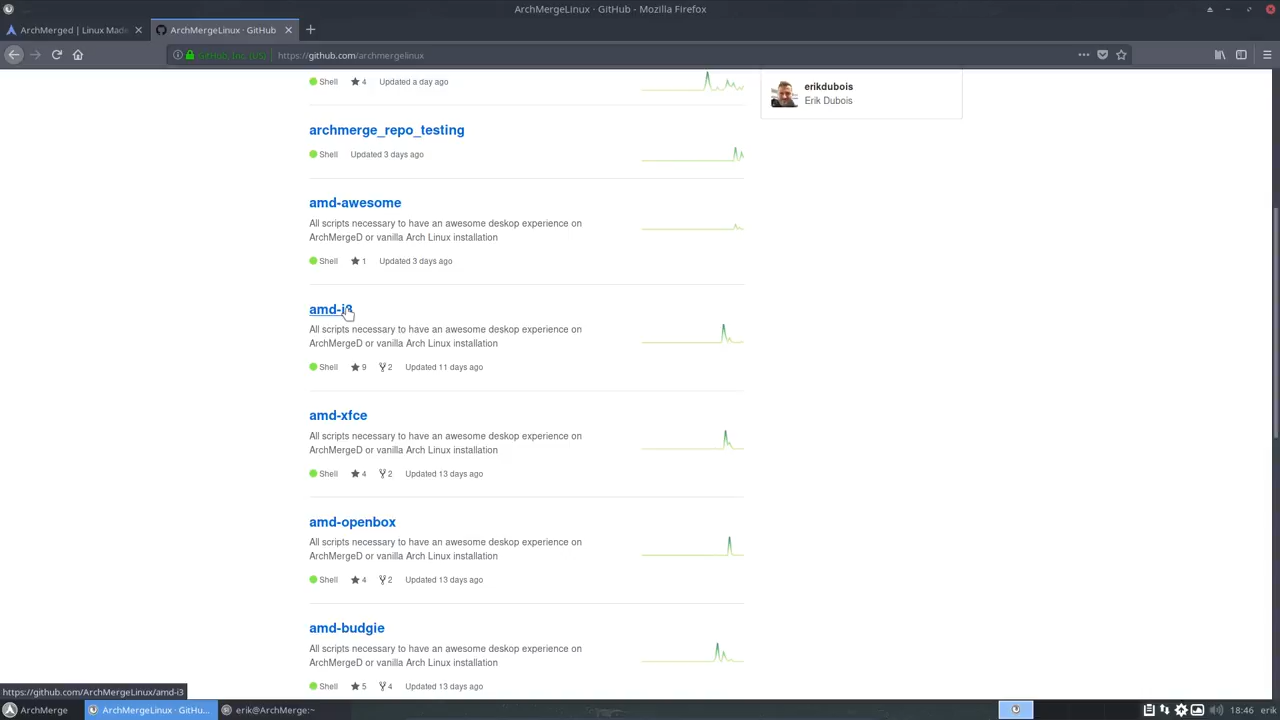 ArchMergeLinux · GitHub - Mozilla Firefox
ArchMerged | Linux Made
ArchMergeLinux · GitHub
GitHub, Inc. (US)
https://github.com/archmergelinux
Shell 4 Updated a day ago
erikdubois
Erik Dubois
archmerge_repo_testing
Shell Updated 3 days ago
amd-awesome
All scripts necessary to have an awesome deskop experience on
ArchMergeD or vanilla Arch Linux installation
Shell 1 Updated 3 days ago
amd-i3
All scripts necessary to have an awesome deskop experience on
ArchMergeD or vanilla Arch Linux installation
Shell 9 2 Updated 11 days ago
amd-xfce
All scripts necessary to have an awesome deskop experience on
ArchMergeD or vanilla Arch Linux installation
Shell 4 2 Updated 13 days ago
amd-openbox
All scripts necessary to have an awesome deskop experience on
ArchMergeD or vanilla Arch Linux installation
Shell 4 2 Updated 13 days ago
amd-budgie
All scripts necessary to have an awesome deskop experience on
ArchMergeD or vanilla Arch Linux installation
Shell 5 4 Updated 13 days ago
https://github.com/ArchMergeLinux/amd-i3
ArchMerge
ArchMergeLinux · GitHu...
erik@ArchMerge:~
18:46 erik